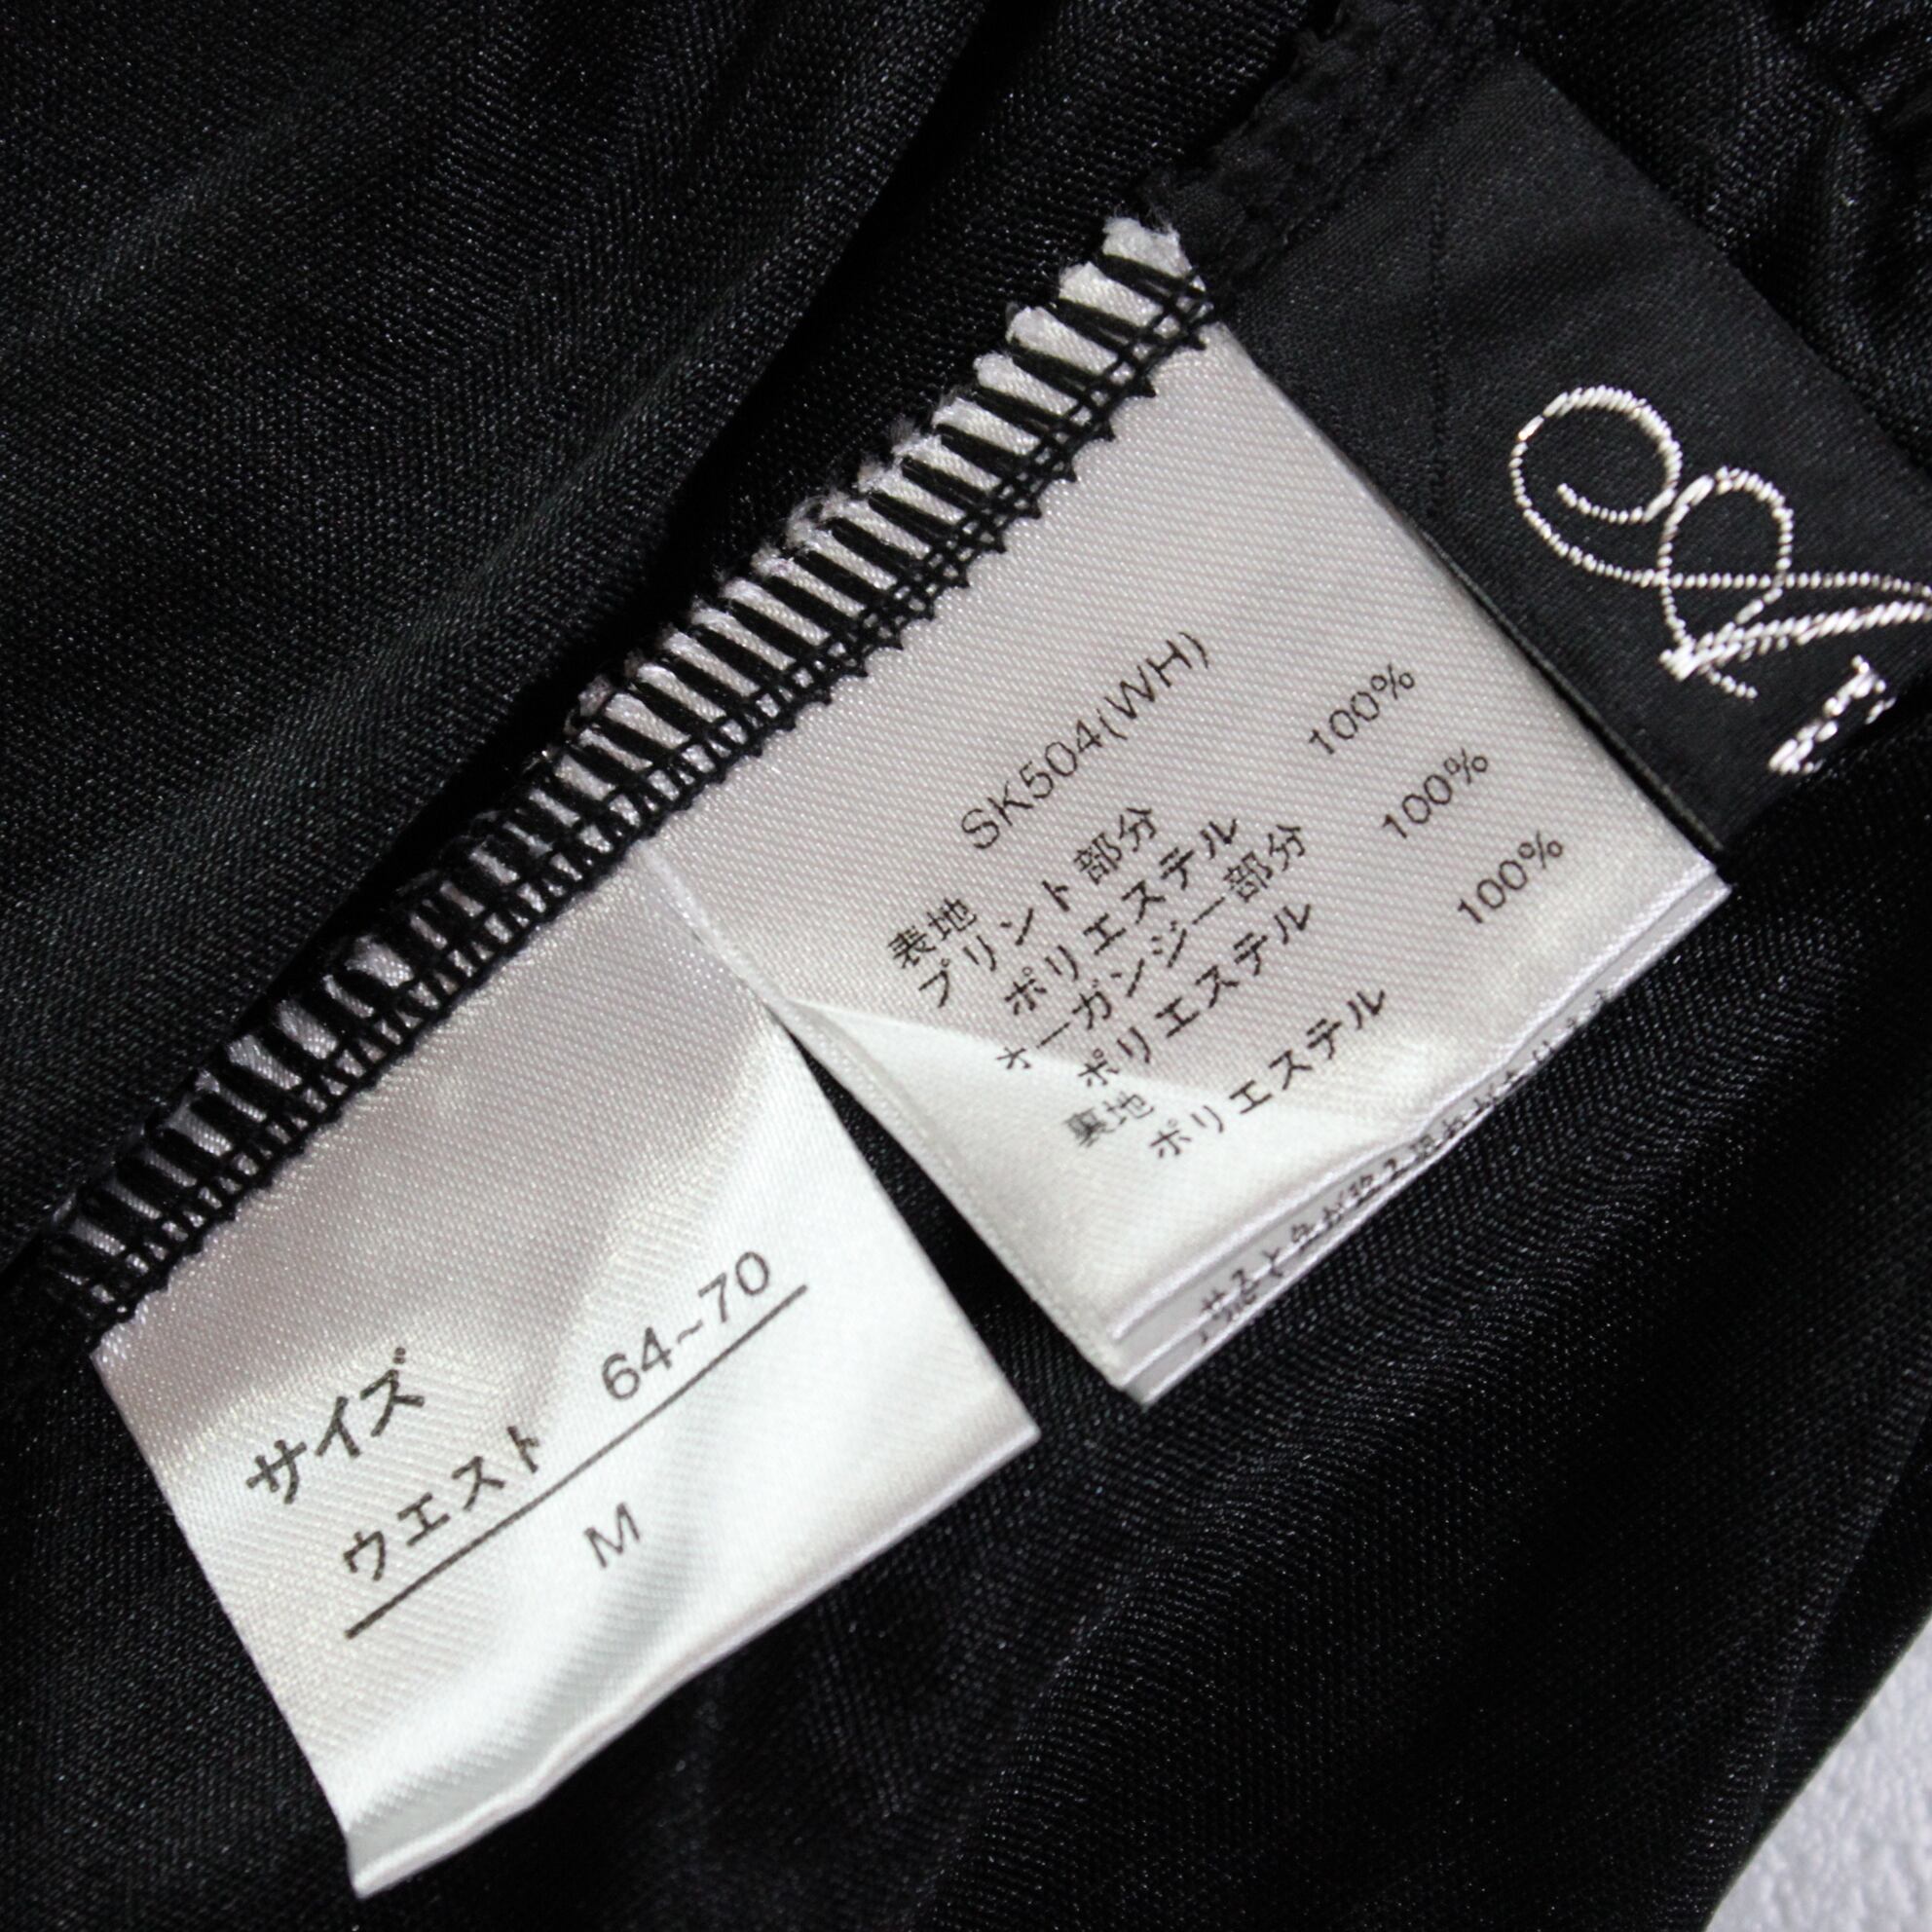 SK504(WH)
表地
プリント部分
ポリエステル 100%
オーガンジー部分
ポリエステル 100%
裏地
ポリエステル 100%
サイズ
ウエスト 64~70
M